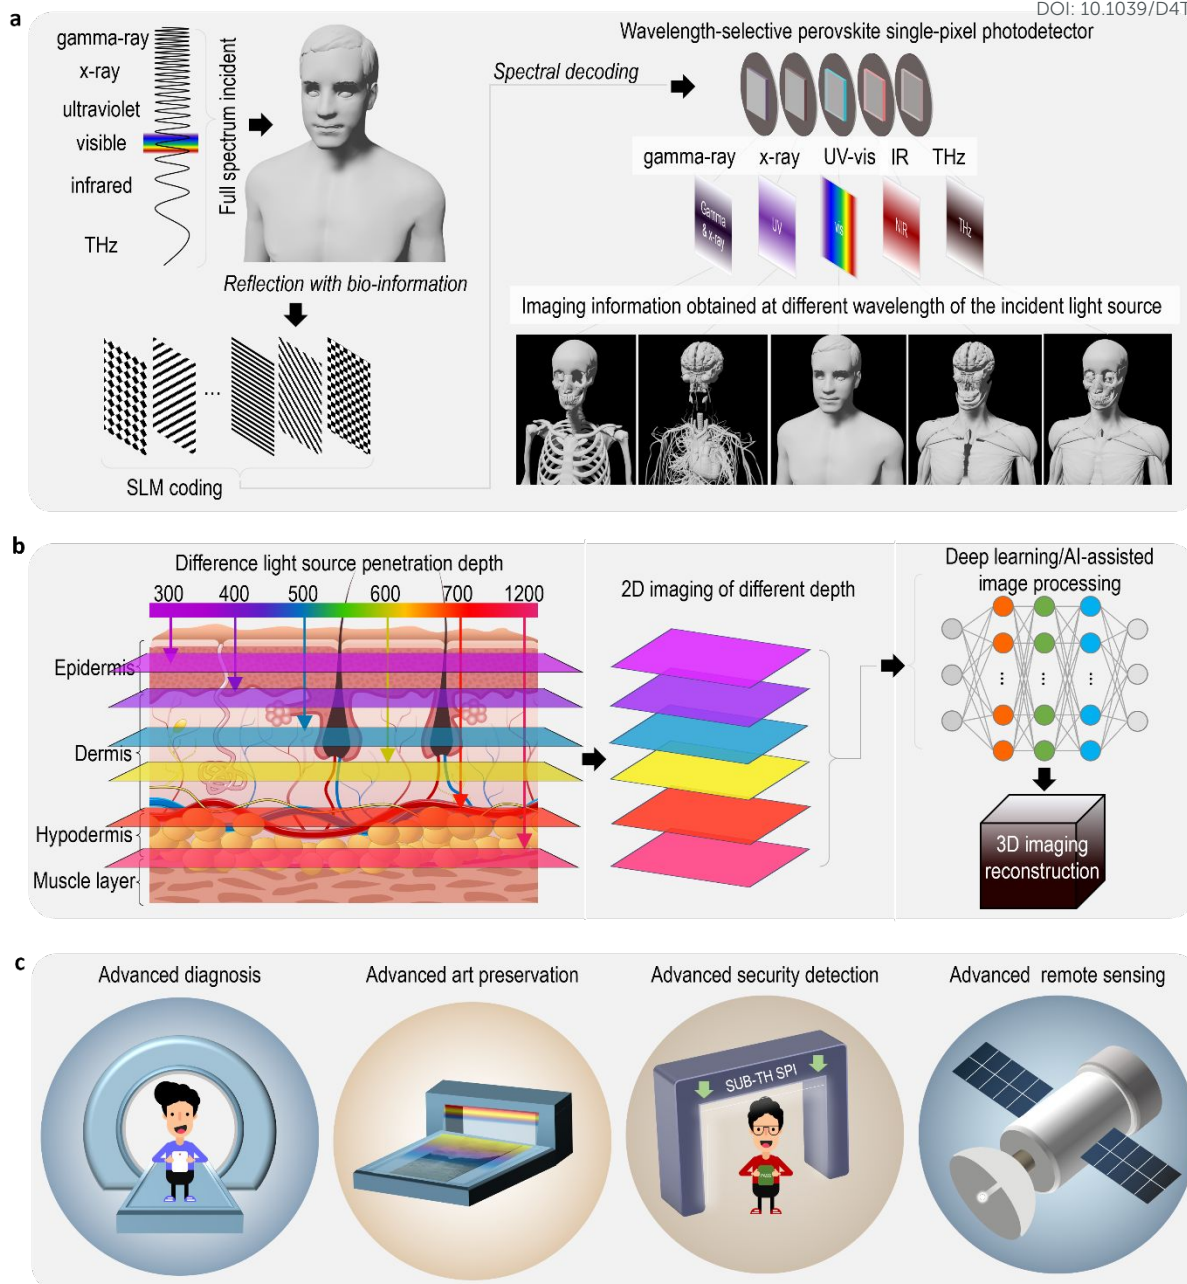 DOI: 10.1039/D4T
a
gamma-ray
x-ray
ultraviolet
visible
infrared
THz
Full spectrum incident
Reflection with bio-information
...
SLM coding
Spectral decoding
Wavelength-selective perovskite single-pixel photodetector
gamma-ray x-ray UV-vis IR THz
Gamma
& x-ray
UV
vis
NIR
THz
Imaging information obtained at different wavelength of the incident light source
b
Difference light source penetration depth
300 400 500 600 700 1200
Epidermis
Dermis
Hypodermis
Muscle layer
2D imaging of different depth
Deep learning/AI-assisted
image processing
... ... ...
3D imaging
reconstruction
c
Advanced diagnosis
Advanced art preservation
Advanced security detection
Advanced remote sensing
SUB-TH SPI